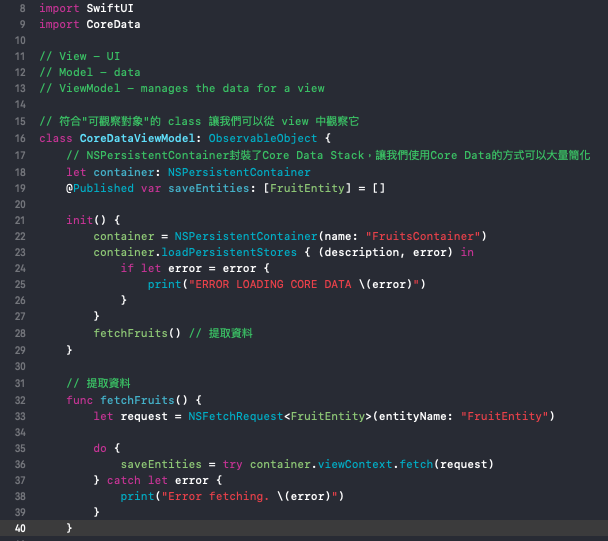 8 import SwiftUI
9 import CoreData
10
11 // View – UI
12 // Model – data
13 // ViewModel – manages the data for a view
14
15 // 符合"可觀察對象"的 class 讓我們可以從 view 中觀察它
16 class CoreDataViewModel: ObservableObject {
17     // NSPersistentContainer封裝了Core Data Stack，讓我們使用Core Data的方式可以大量簡化
18     let container: NSPersistentContainer
19     @Published var saveEntities: [FruitEntity] = []
20
21     init() {
22         container = NSPersistentContainer(name: "FruitsContainer")
23         container.loadPersistentStores { (description, error) in
24             if let error = error {
25                 print("ERROR LOADING CORE DATA \(error)")
26             }
27         }
28         fetchFruits() // 提取資料
29     }
30
31     // 提取資料
32     func fetchFruits() {
33         let request = NSFetchRequest<FruitEntity>(entityName: "FruitEntity")
34
35         do {
36             saveEntities = try container.viewContext.fetch(request)
37         } catch let error {
38             print("Error fetching. \(error)")
39         }
40     }